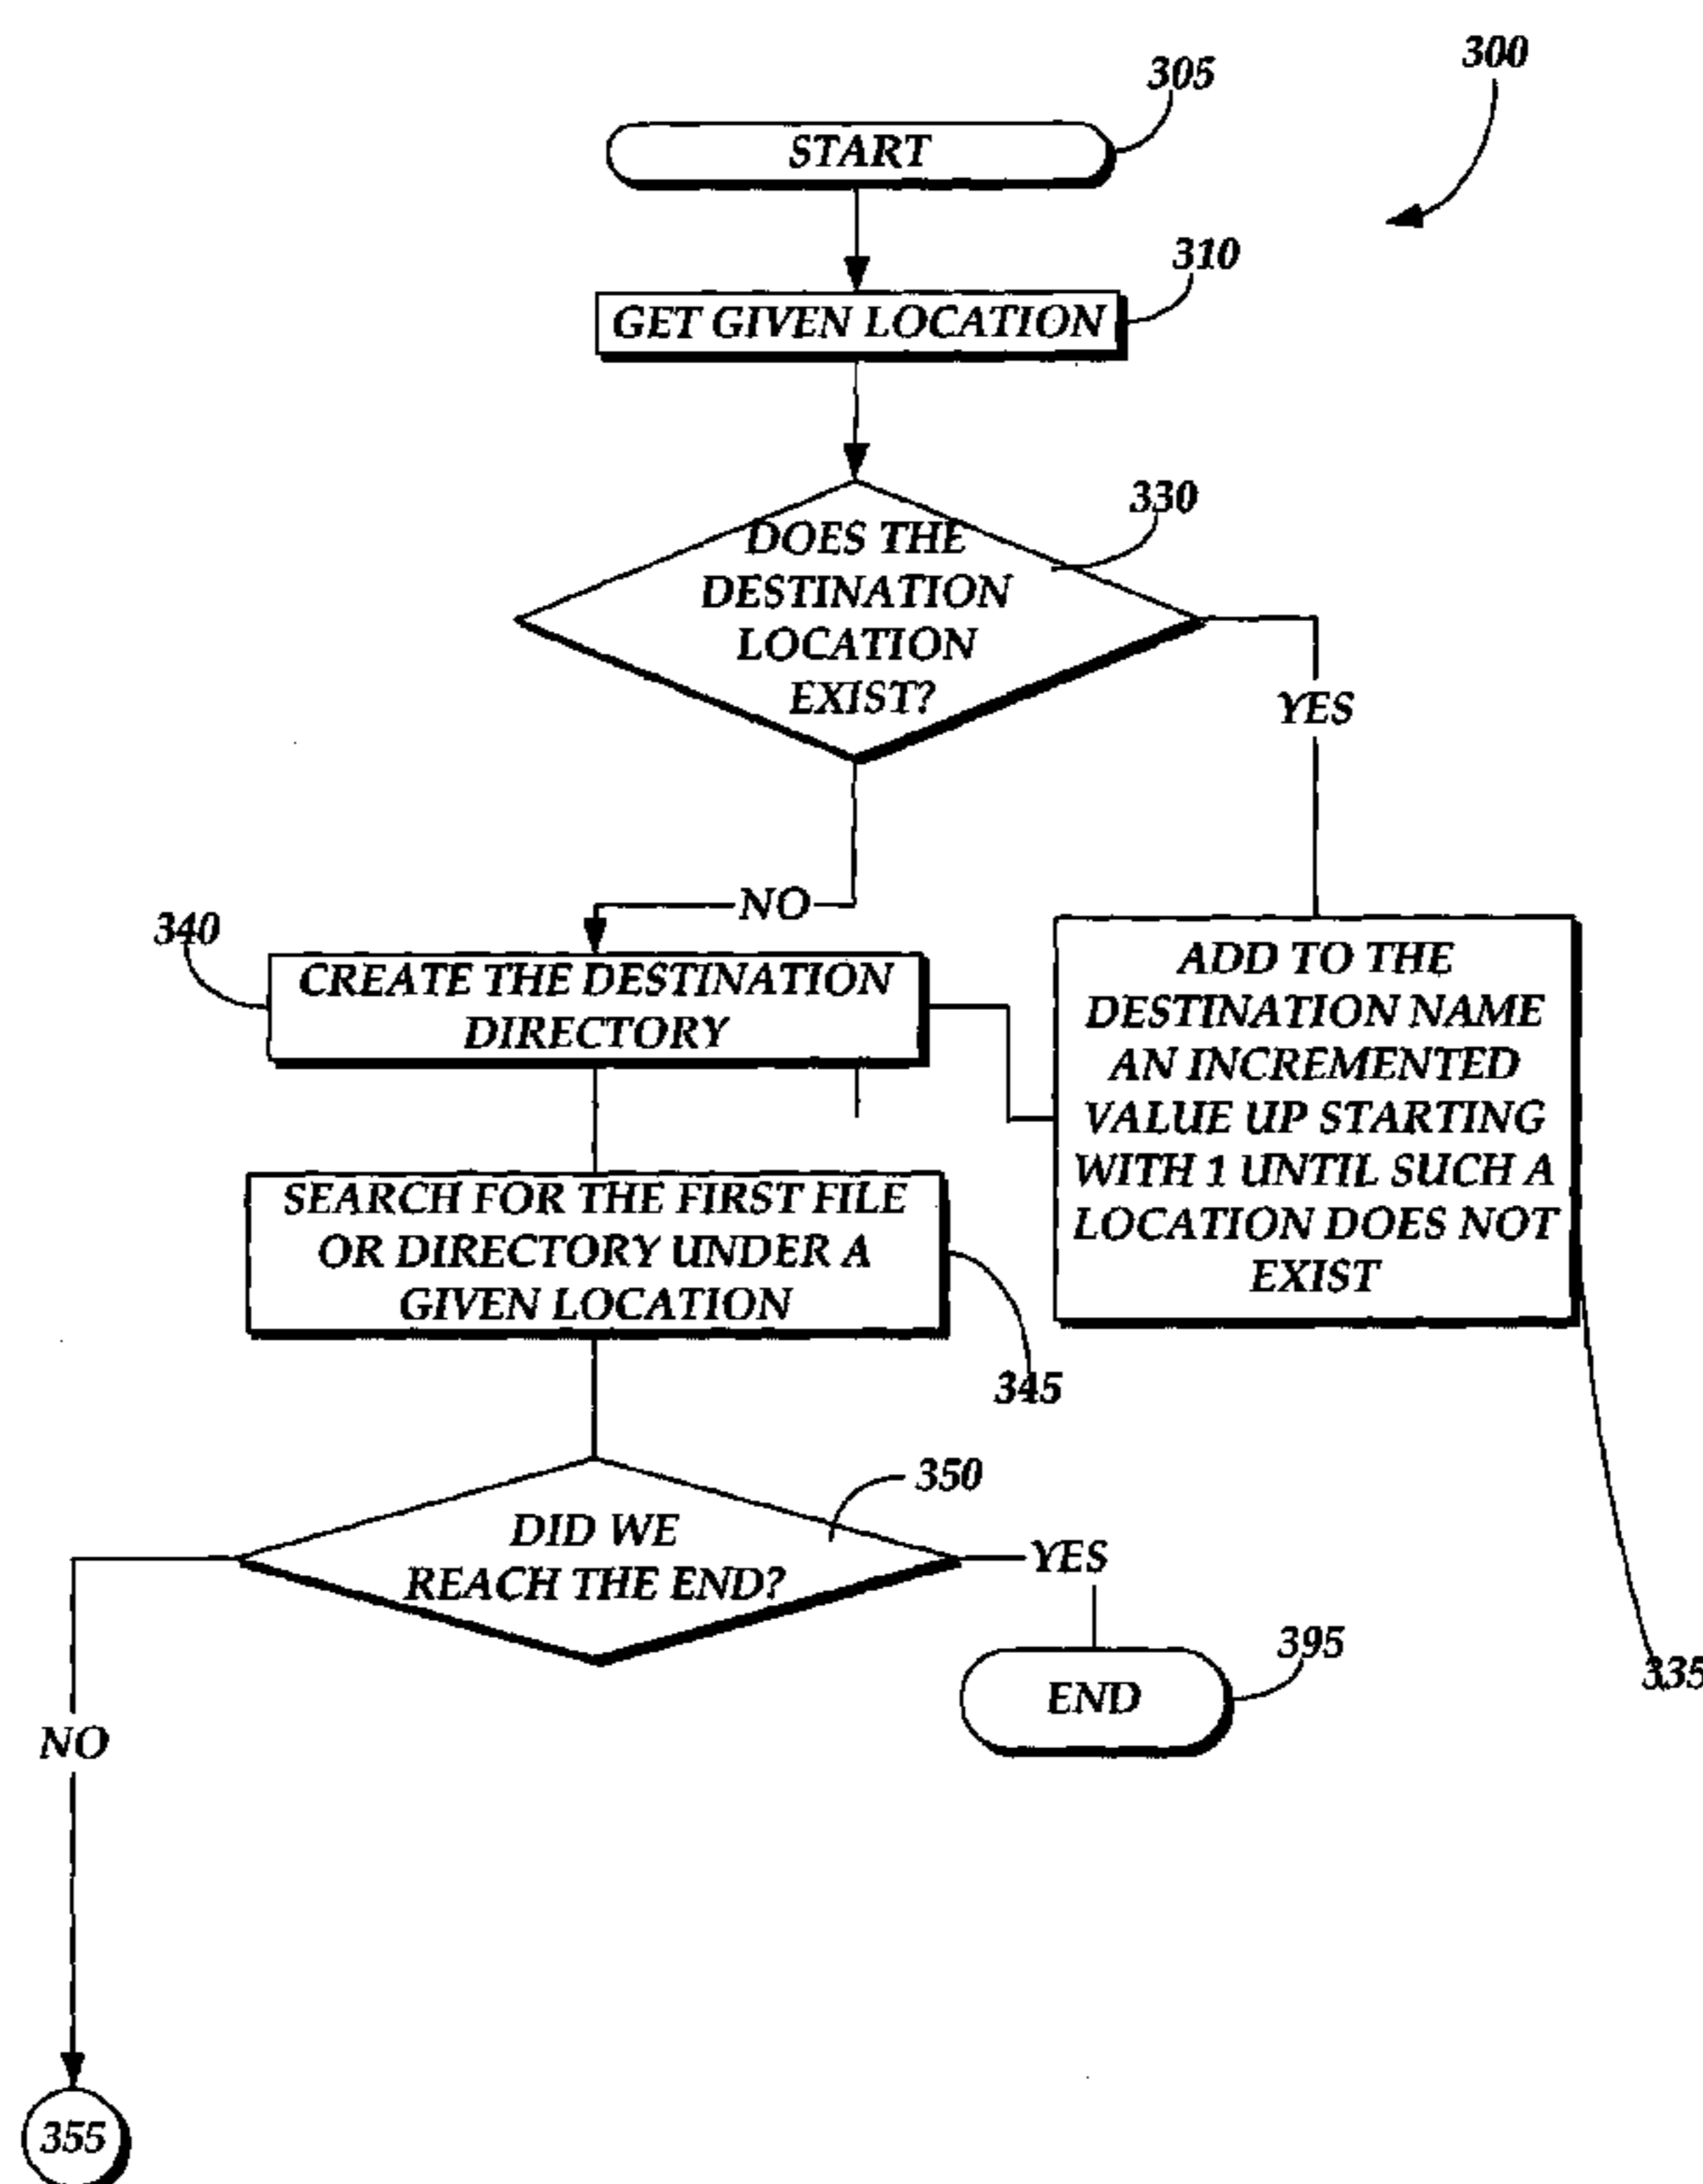 300
305
START
310
GET GIVEN LOCATION
330
DOES THE
DESTINATION
LOCATION
EXIST?
YES
NO
340
CREATE THE DESTINATION
DIRECTORY
ADD TO THE
DESTINATION NAME
AN INCREMENTED
VALUE UP STARTING
WITH 1 UNTIL SUCH A
LOCATION DOES NOT
EXIST
SEARCH FOR THE FIRST FILE
OR DIRECTORY UNDER A
GIVEN LOCATION
345
350
DID WE
REACH THE END?
YES
395
END
335
NO
355